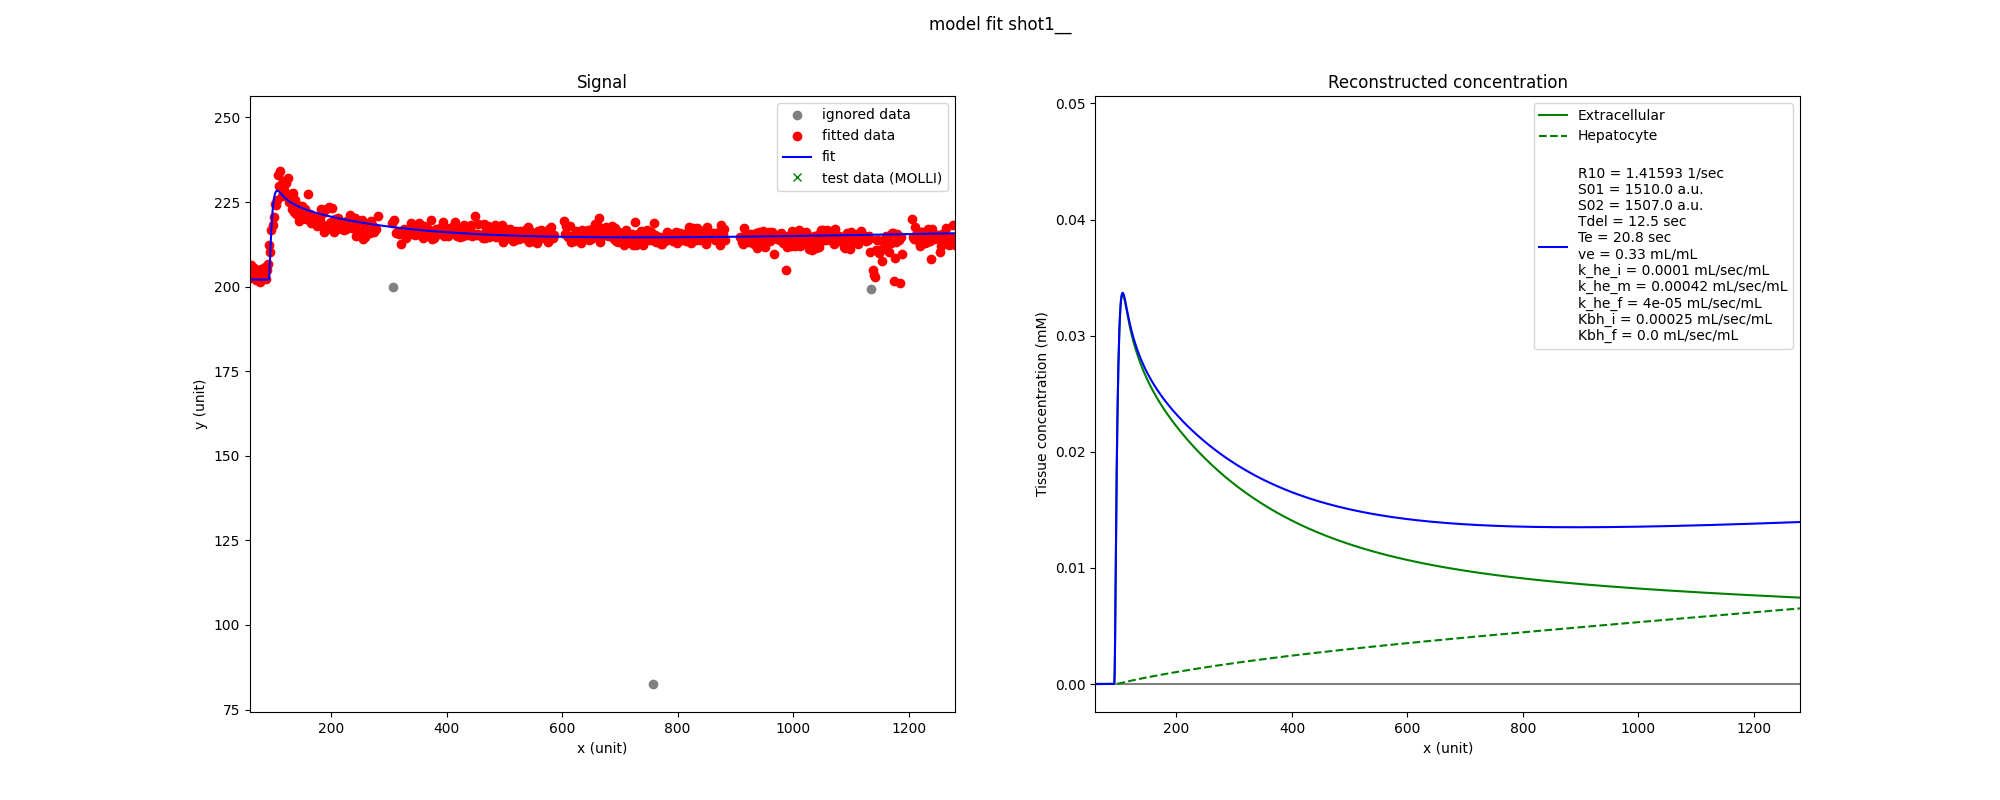 model fit shot1__
Signal
250
225
200
175
150
125
100
75
y (unit)
200
400
600
800
1000
1200
x (unit)
ignored data
fitted data
fit
test data (MOLLI)
Reconstructed concentration
0.05
0.04
0.03
0.02
0.01
0.00
Tissue concentration (mM)
200
400
600
800
1000
1200
x (unit)
Extracellular
Hepatocyte
R10 = 1.41593 1/sec
S01 = 1510.0 a.u.
S02 = 1507.0 a.u.
Tdel = 12.5 sec
Te = 20.8 sec
ve = 0.33 mL/mL
k_he_i = 0.0001 mL/sec/mL
k_he_m = 0.00042 mL/sec/mL
k_he_f = 4e-05 mL/sec/mL
Kbh_i = 0.00025 mL/sec/mL
Kbh_f = 0.0 mL/sec/mL